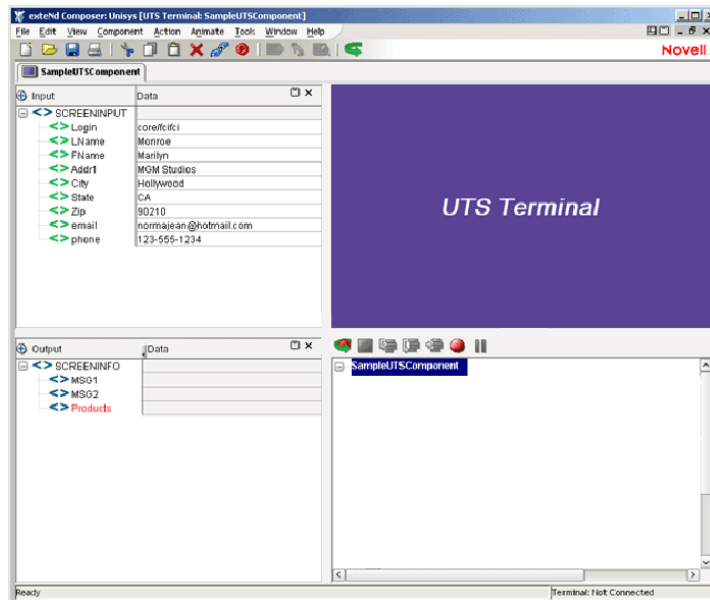 exteNd Composer: Unisys [UTS Terminal: SampleUTSComponent]
File Edit View Component Action Animate Tools Window Help
Novell
SampleUTSComponent
Input Data
SCREENINPUT
Login core/fcifci
LName Monroe
FName Marilyn
Addr1 MGM Studios
City Hollywood
State CA
Zip 90210
email normajean@hotmail.com
phone 123-555-1234
UTS Terminal
Output Data
SCREENINFO
MSG1
MSG2
Products
SampleUTSComponent
Ready Terminal: Not Connected